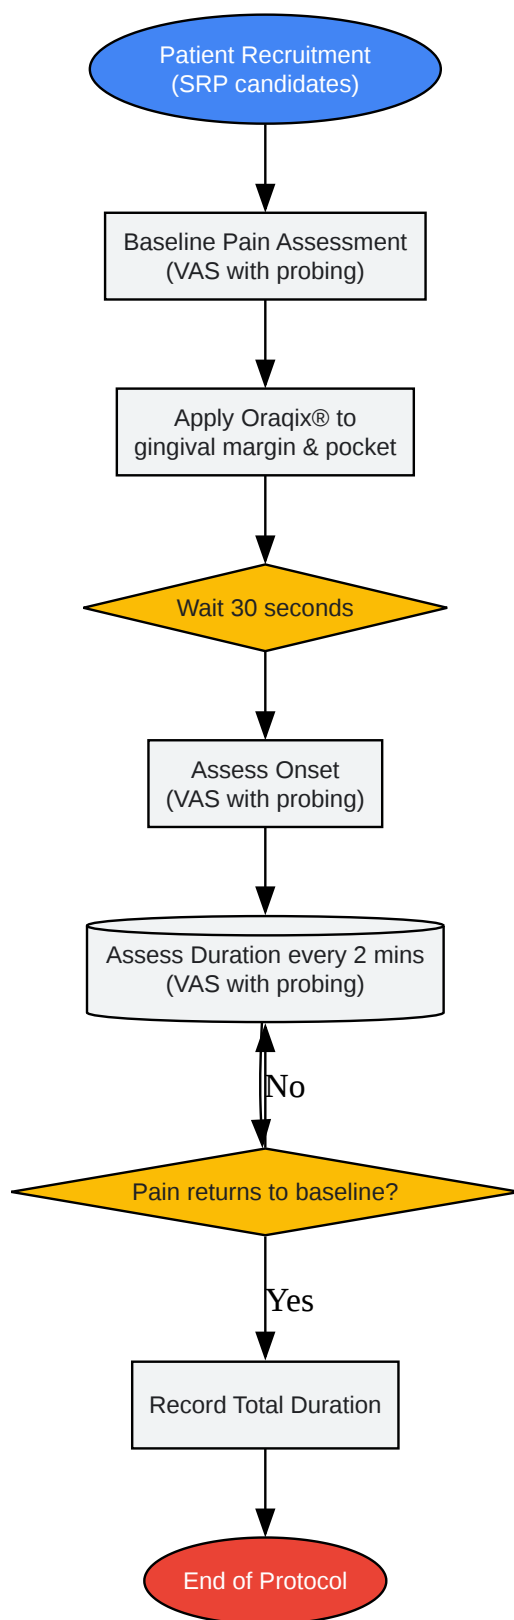 Patient Recruitment
(SRP candidates)
Baseline Pain Assessment
(VAS with probing)
Apply Oraqix® to
gingival margin & pocket
Wait 30 seconds
Assess Onset
(VAS with probing)
Assess Duration every 2 mins
(VAS with probing)
No
Pain returns to baseline?
Yes
Record Total Duration
End of Protocol